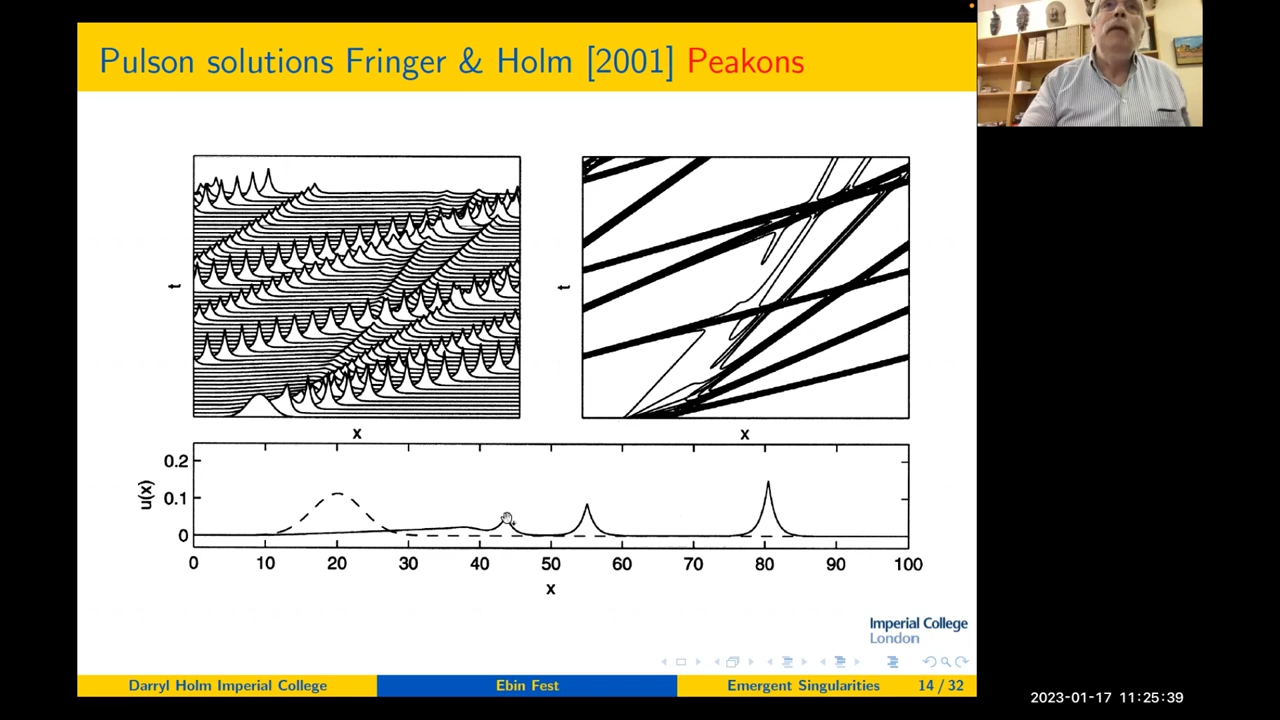 Pulson solutions Fringer & Holm [2001] Peakons
t
x
t
x
u(x)
0.2
0.1
0
0 10 20 30 40 50 60 70 80 90 100
x
Imperial College
London
Darryl Holm Imperial College
Ebin Fest
Emergent Singularities
14 / 32
2023-01-17 11:25:39